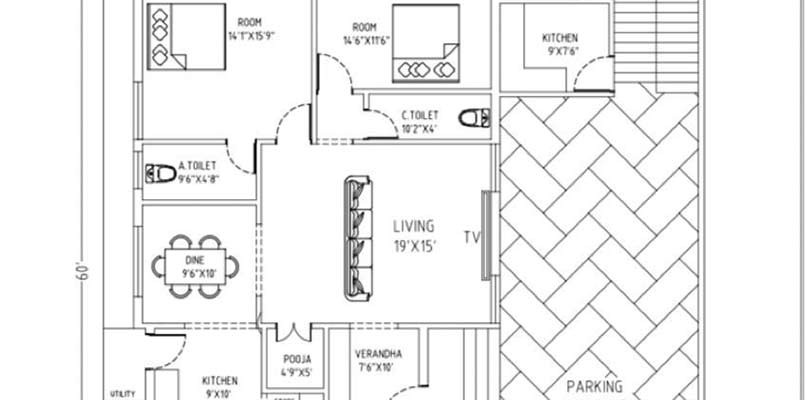 ROOM
14'1"X15'9"
ROOM
14'6"X11'6"
KITCHEN
9'X7'6"
C.TOILET
10'2"X4'
A.TOILET
9'6"X4'8"
LIVING
19'X15'
TV
DINE
9'6"X10'
60'
POOJA
4'9"X5'
VERANDHA
7'6"X10'
PARKING
KITCHEN
9'X10'
UTILITY